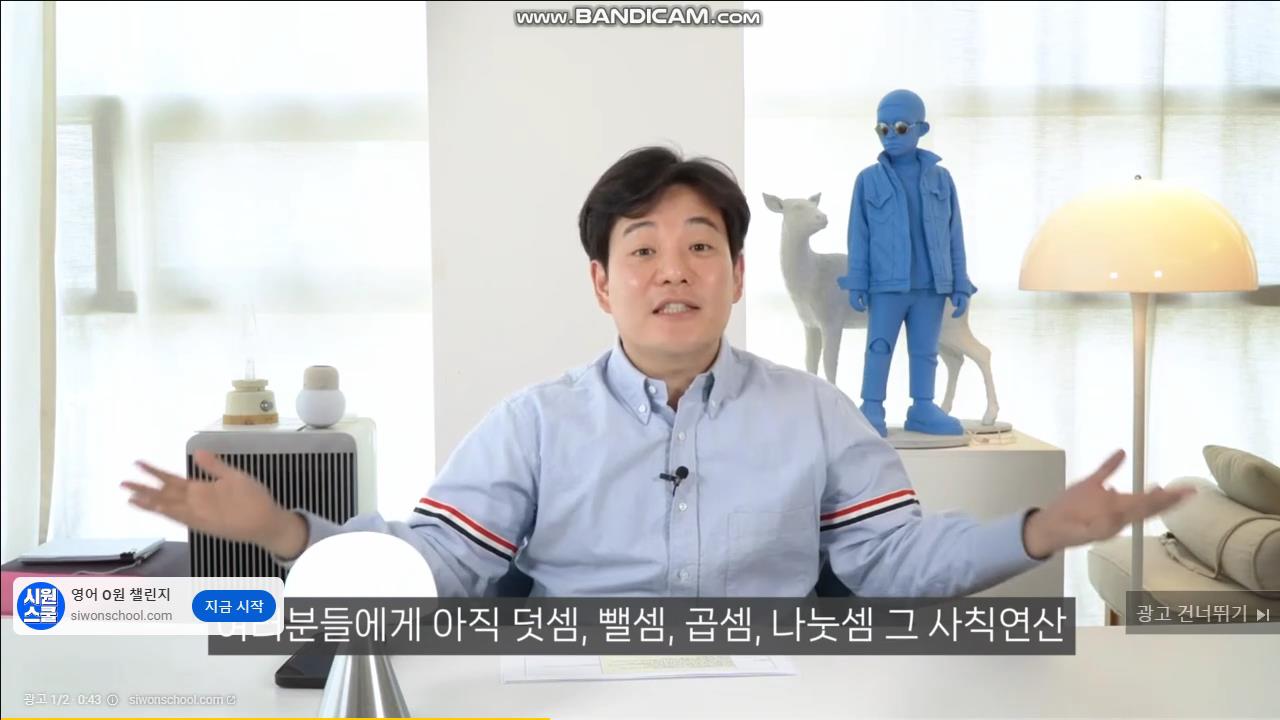 www.BANDICAM.com
시원
스쿨
영어 0원 챌린지
siwonschool.com
지금 시작
여러분들에게 아직 덧셈, 뺄셈, 곱셈, 나눗셈 그 사칙연산
광고 건너뛰기
광고 1/2 · 0:43
siwonschool.com